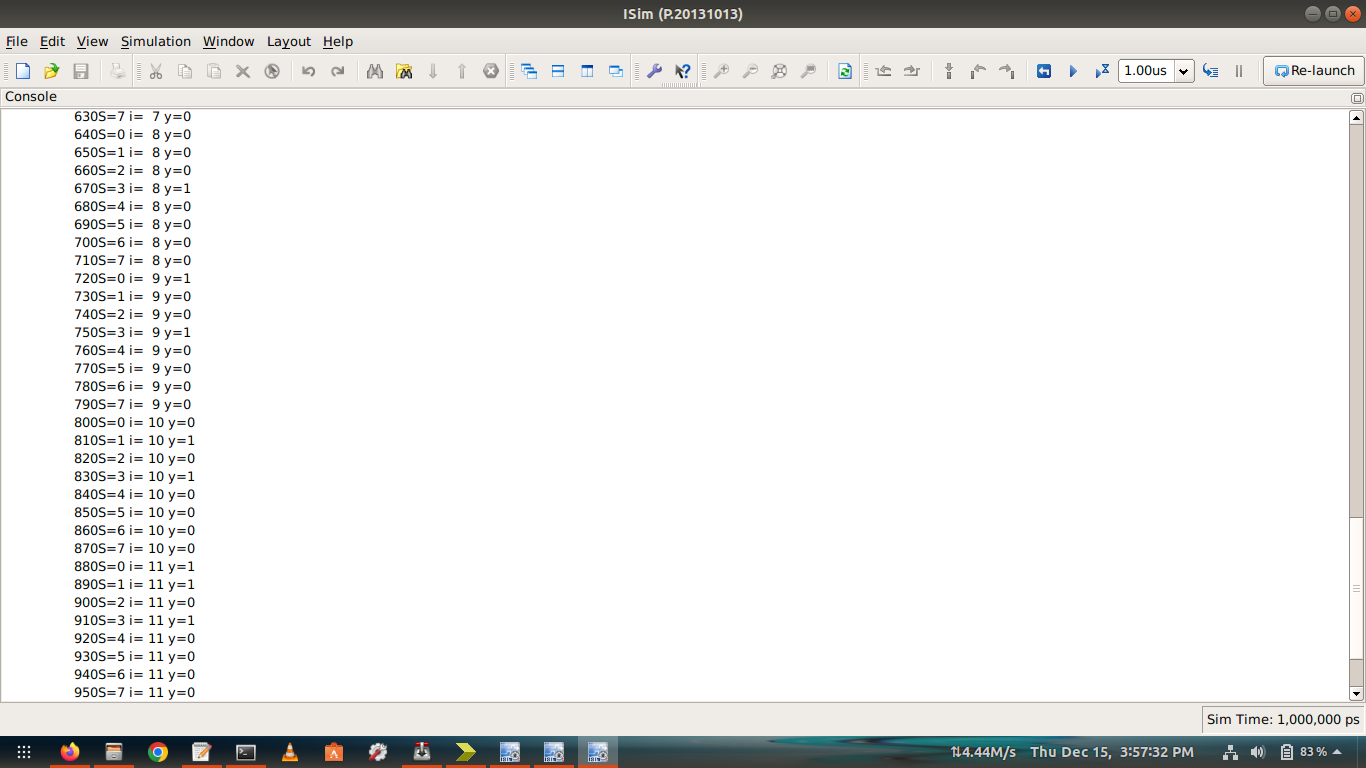 ISim (P.20131013)
File Edit View Simulation Window Layout Help
1.00us Re-launch
Console
630S=7 i=  7 y=0
640S=0 i=  8 y=0
650S=1 i=  8 y=0
660S=2 i=  8 y=0
670S=3 i=  8 y=1
680S=4 i=  8 y=0
690S=5 i=  8 y=0
700S=6 i=  8 y=0
710S=7 i=  8 y=0
720S=0 i=  9 y=1
730S=1 i=  9 y=0
740S=2 i=  9 y=0
750S=3 i=  9 y=1
760S=4 i=  9 y=0
770S=5 i=  9 y=0
780S=6 i=  9 y=0
790S=7 i=  9 y=0
800S=0 i= 10 y=0
810S=1 i= 10 y=1
820S=2 i= 10 y=0
830S=3 i= 10 y=1
840S=4 i= 10 y=0
850S=5 i= 10 y=0
860S=6 i= 10 y=0
870S=7 i= 10 y=0
880S=0 i= 11 y=1
890S=1 i= 11 y=1
900S=2 i= 11 y=0
910S=3 i= 11 y=1
920S=4 i= 11 y=0
930S=5 i= 11 y=0
940S=6 i= 11 y=0
950S=7 i= 11 y=0
Sim Time: 1,000,000 ps
⇅4.44M/s Thu Dec 15, 3:57:32 PM 83 %